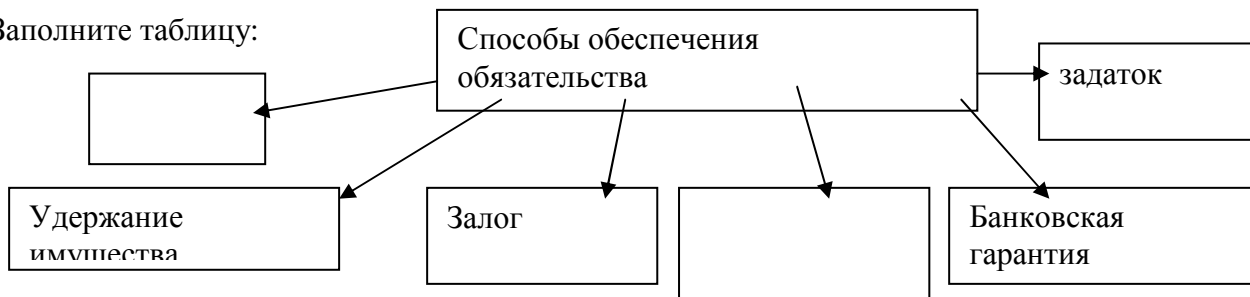 Заполните таблицу:
Способы обеспечения
обязательства
задаток
Удержание
имущества
Залог
Банковская
гарантия